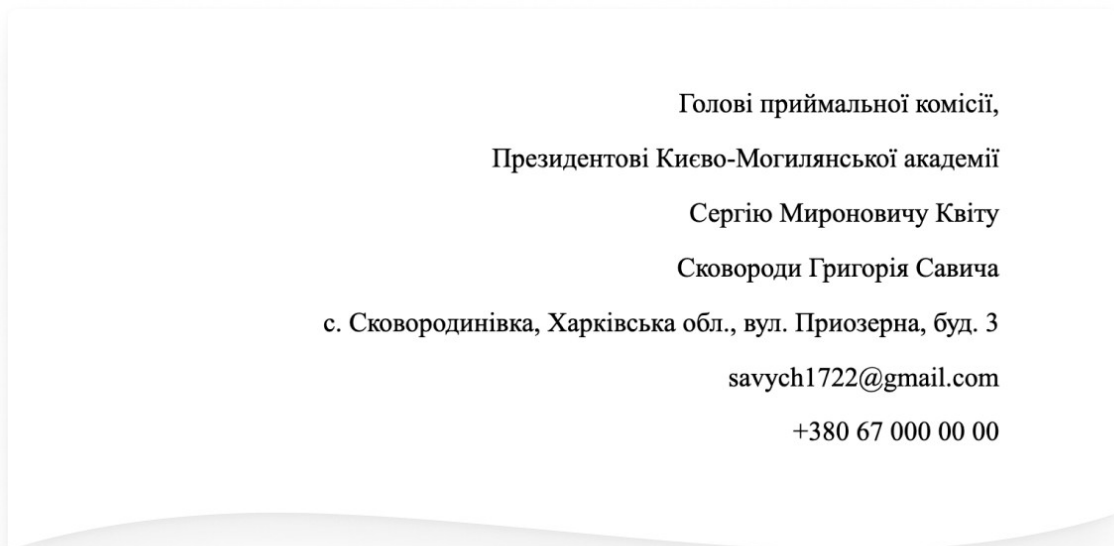 Голові приймальної комісії,
Президентові Києво-Могилянської академії
Сергію Мироновичу Квіту
Сковороди Григорія Савича
с. Сковородинівка, Харківська обл., вул. Приозерна, буд. 3
savych1722@gmail.com
+380 67 000 00 00